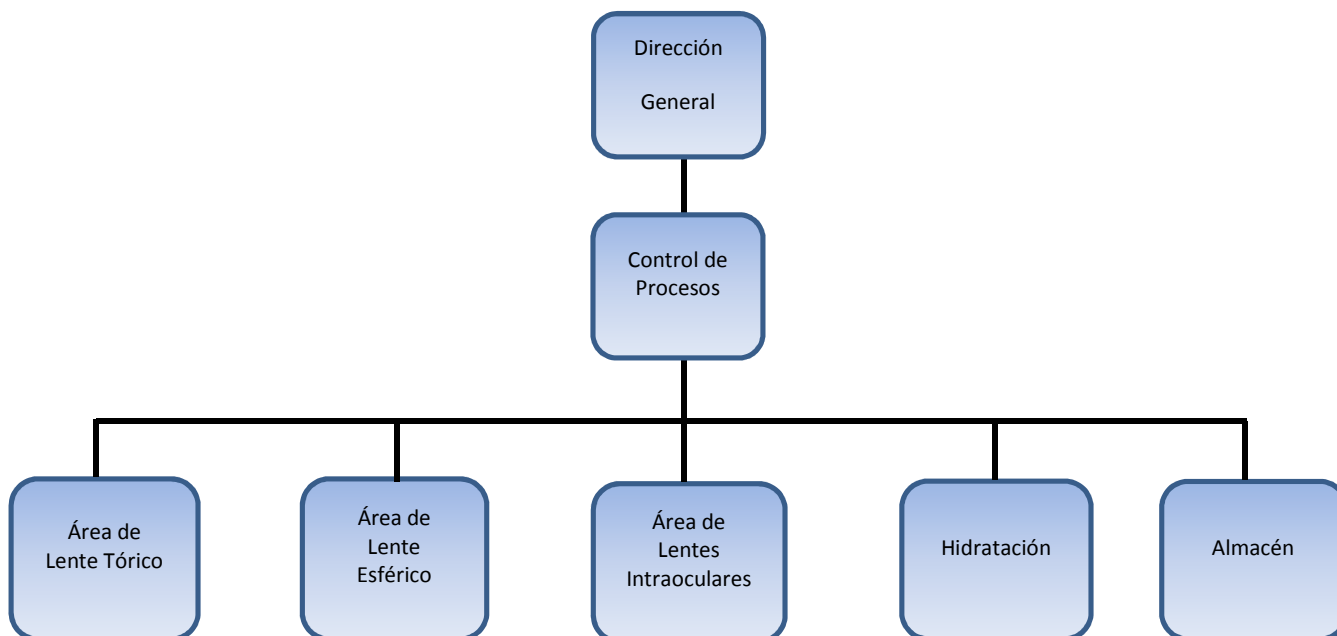 Dirección
General
Control de
Procesos
Área de
Lente Tórico
Área de
Lente
Esférico
Área de
Lentes
Intraoculares
Hidratación
Almacén